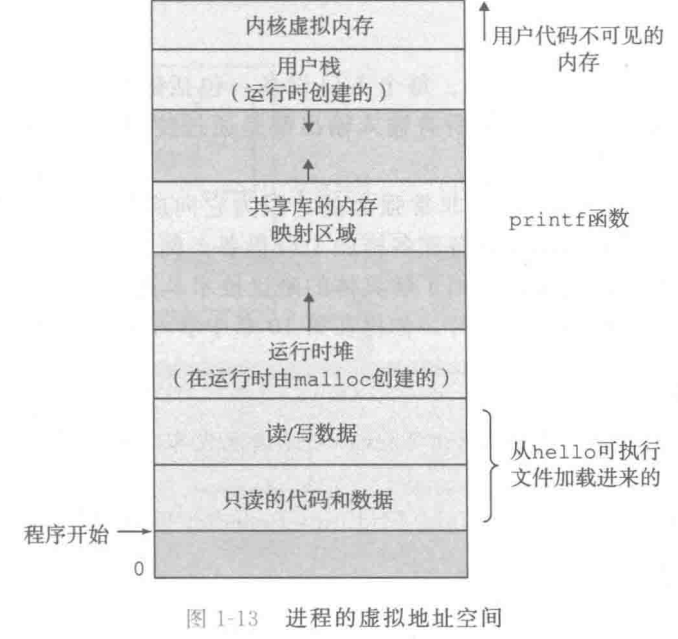 内核虚拟内存
用户代码不可见的
内存
用户栈
（运行时创建的）
共享库的内存
映射区域
printf函数
运行时堆
（在运行时由malloc创建的）
读/写数据
从hello可执行
文件加载进来的
只读的代码和数据
程序开始
0
图 1-13 进程的虚拟地址空间